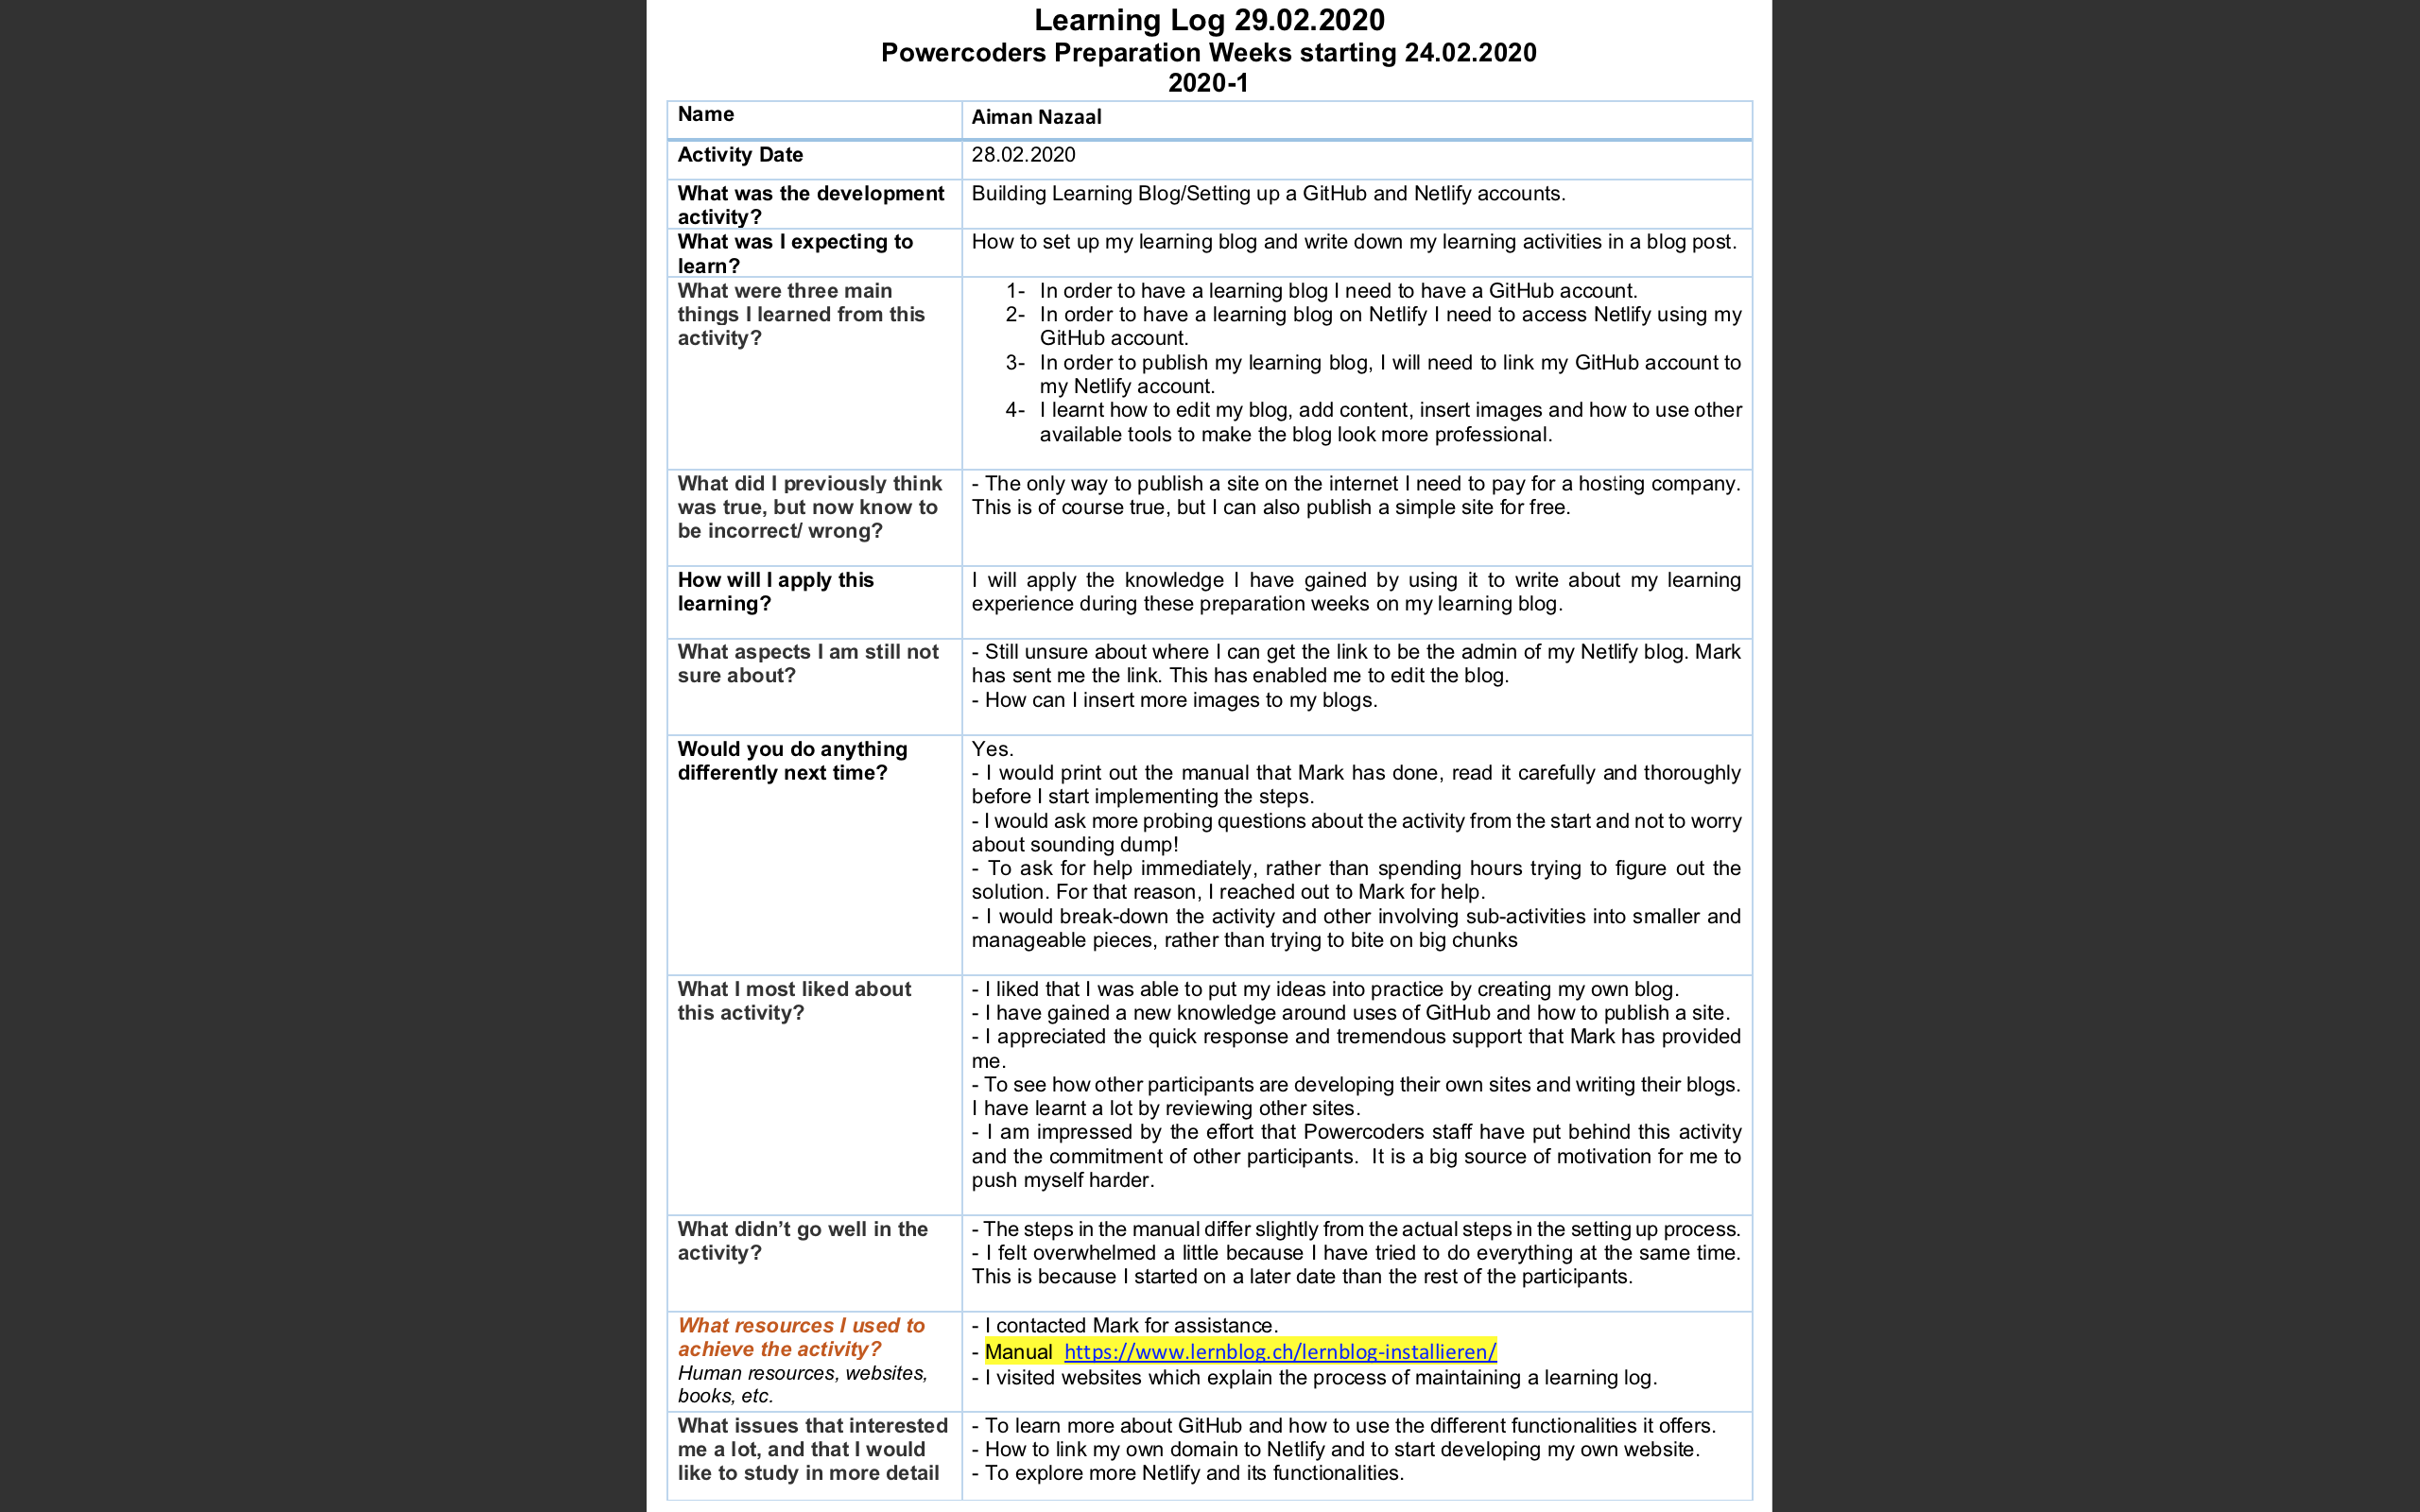 Learning Log 29.02.2020
Powercoders Preparation Weeks starting 24.02.2020
2020-1
Name
Aiman Nazaal
Activity Date
28.02.2020
What was the development
activity?
Building Learning Blog/Setting up a GitHub and Netlify accounts.
What was I expecting to
learn?
How to set up my learning blog and write down my learning activities in a blog post.
What were three main
things I learned from this
activity?
1- In order to have a learning blog I need to have a GitHub account.
2- In order to have a learning blog on Netlify I need to access Netlify using my
GitHub account.
3- In order to publish my learning blog, I will need to link my GitHub account to
my Netlify account.
4- I learnt how to edit my blog, add content, insert images and how to use other
available tools to make the blog look more professional.
What did I previously think
was true, but now know to
be incorrect/ wrong?
- The only way to publish a site on the internet I need to pay for a hosting company.
This is of course true, but I can also publish a simple site for free.
How will I apply this
learning?
I will apply the knowledge I have gained by using it to write about my learning
experience during these preparation weeks on my learning blog.
What aspects I am still not
sure about?
- Still unsure about where I can get the link to be the admin of my Netlify blog. Mark
has sent me the link. This has enabled me to edit the blog.
- How can I insert more images to my blogs.
Would you do anything
differently next time?
Yes.
- I would print out the manual that Mark has done, read it carefully and thoroughly
before I start implementing the steps.
- I would ask more probing questions about the activity from the start and not to worry
about sounding dump!
- To ask for help immediately, rather than spending hours trying to figure out the
solution. For that reason, I reached out to Mark for help.
- I would break-down the activity and other involving sub-activities into smaller and
manageable pieces, rather than trying to bite on big chunks
What I most liked about
this activity?
- I liked that I was able to put my ideas into practice by creating my own blog.
- I have gained a new knowledge around uses of GitHub and how to publish a site.
- I appreciated the quick response and tremendous support that Mark has provided
me.
- To see how other participants are developing their own sites and writing their blogs.
I have learnt a lot by reviewing other sites.
- I am impressed by the effort that Powercoders staff have put behind this activity
and the commitment of other participants. It is a big source of motivation for me to
push myself harder.
What didn’t go well in the
activity?
- The steps in the manual differ slightly from the actual steps in the setting up process.
- I felt overwhelmed a little because I have tried to do everything at the same time.
This is because I started on a later date than the rest of the participants.
What resources I used to
achieve the activity?
Human resources, websites,
books, etc.
- I contacted Mark for assistance.
- Manual https://www.lernblog.ch/lernblog-installieren/
- I visited websites which explain the process of maintaining a learning log.
What issues that interested
me a lot, and that I would
like to study in more detail
- To learn more about GitHub and how to use the different functionalities it offers.
- How to link my own domain to Netlify and to start developing my own website.
- To explore more Netlify and its functionalities.